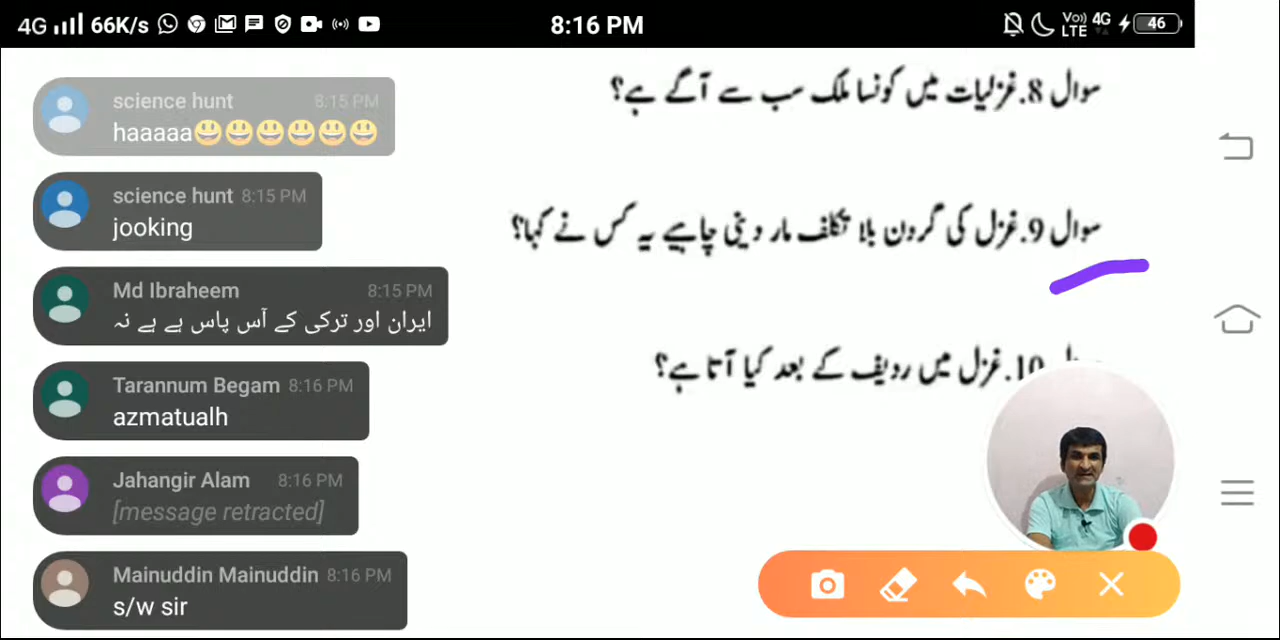 4G 66K/s 8:16 PM Vo) LTE 4G 46
science hunt 8:15 PM
haaaaa😃😃😃😃😃😃
science hunt 8:15 PM
jooking
Md Ibraheem 8:15 PM
ایران اور ترکی کے آس پاس ہے ہے نہ
Tarannum Begam 8:16 PM
azmatualh
Jahangir Alam 8:16 PM
[message retracted]
Mainuddin Mainuddin 8:16 PM
s/w sir
سوال 8.غزلیات میں کونسا ملک سب سے آگے ہے؟
سوال 9.غزل کی گردن بلا تکلف مار دینی چاہیے یہ کس نے کہا؟
10.غزل میں ردیف کے بعد کیا آتا ہے؟